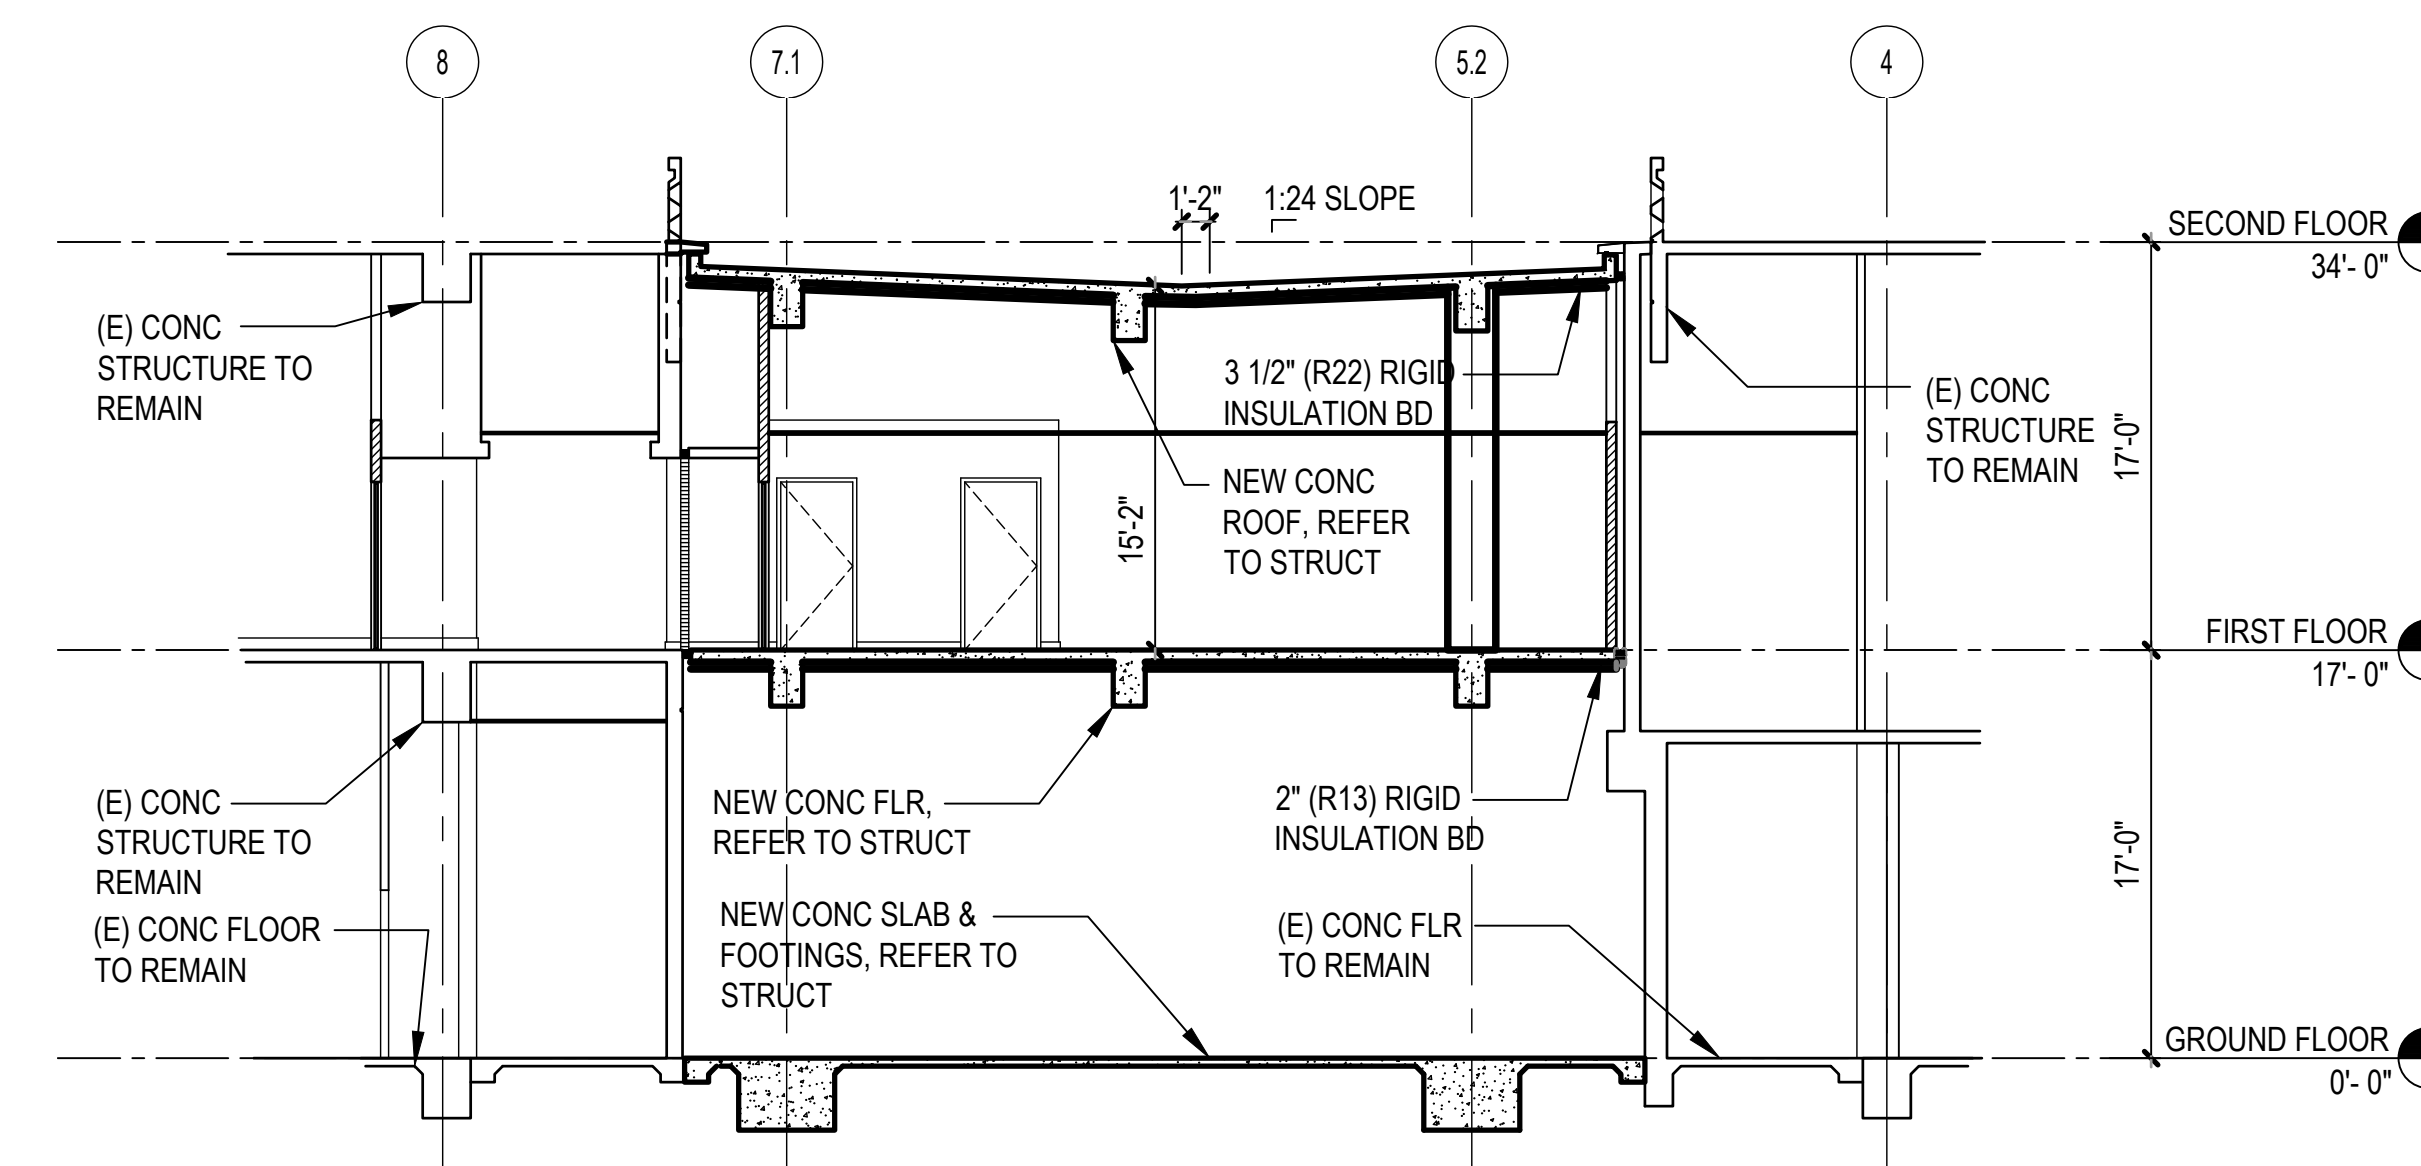 8
7.1
5.2
4
1'-2"
1:24 SLOPE
SECOND FLOOR
34'- 0"
(E) CONC
STRUCTURE TO
REMAIN
3 1/2" (R22) RIGID
INSULATION BD
(E) CONC
STRUCTURE
TO REMAIN
17'-0"
NEW CONC
ROOF, REFER
TO STRUCT
15'-2"
FIRST FLOOR
17'- 0"
(E) CONC
STRUCTURE TO
REMAIN
NEW CONC FLR,
REFER TO STRUCT
2" (R13) RIGID
INSULATION BD
17'-0"
(E) CONC FLOOR
TO REMAIN
NEW CONC SLAB &
FOOTINGS, REFER TO
STRUCT
(E) CONC FLR
TO REMAIN
GROUND FLOOR
0'- 0"